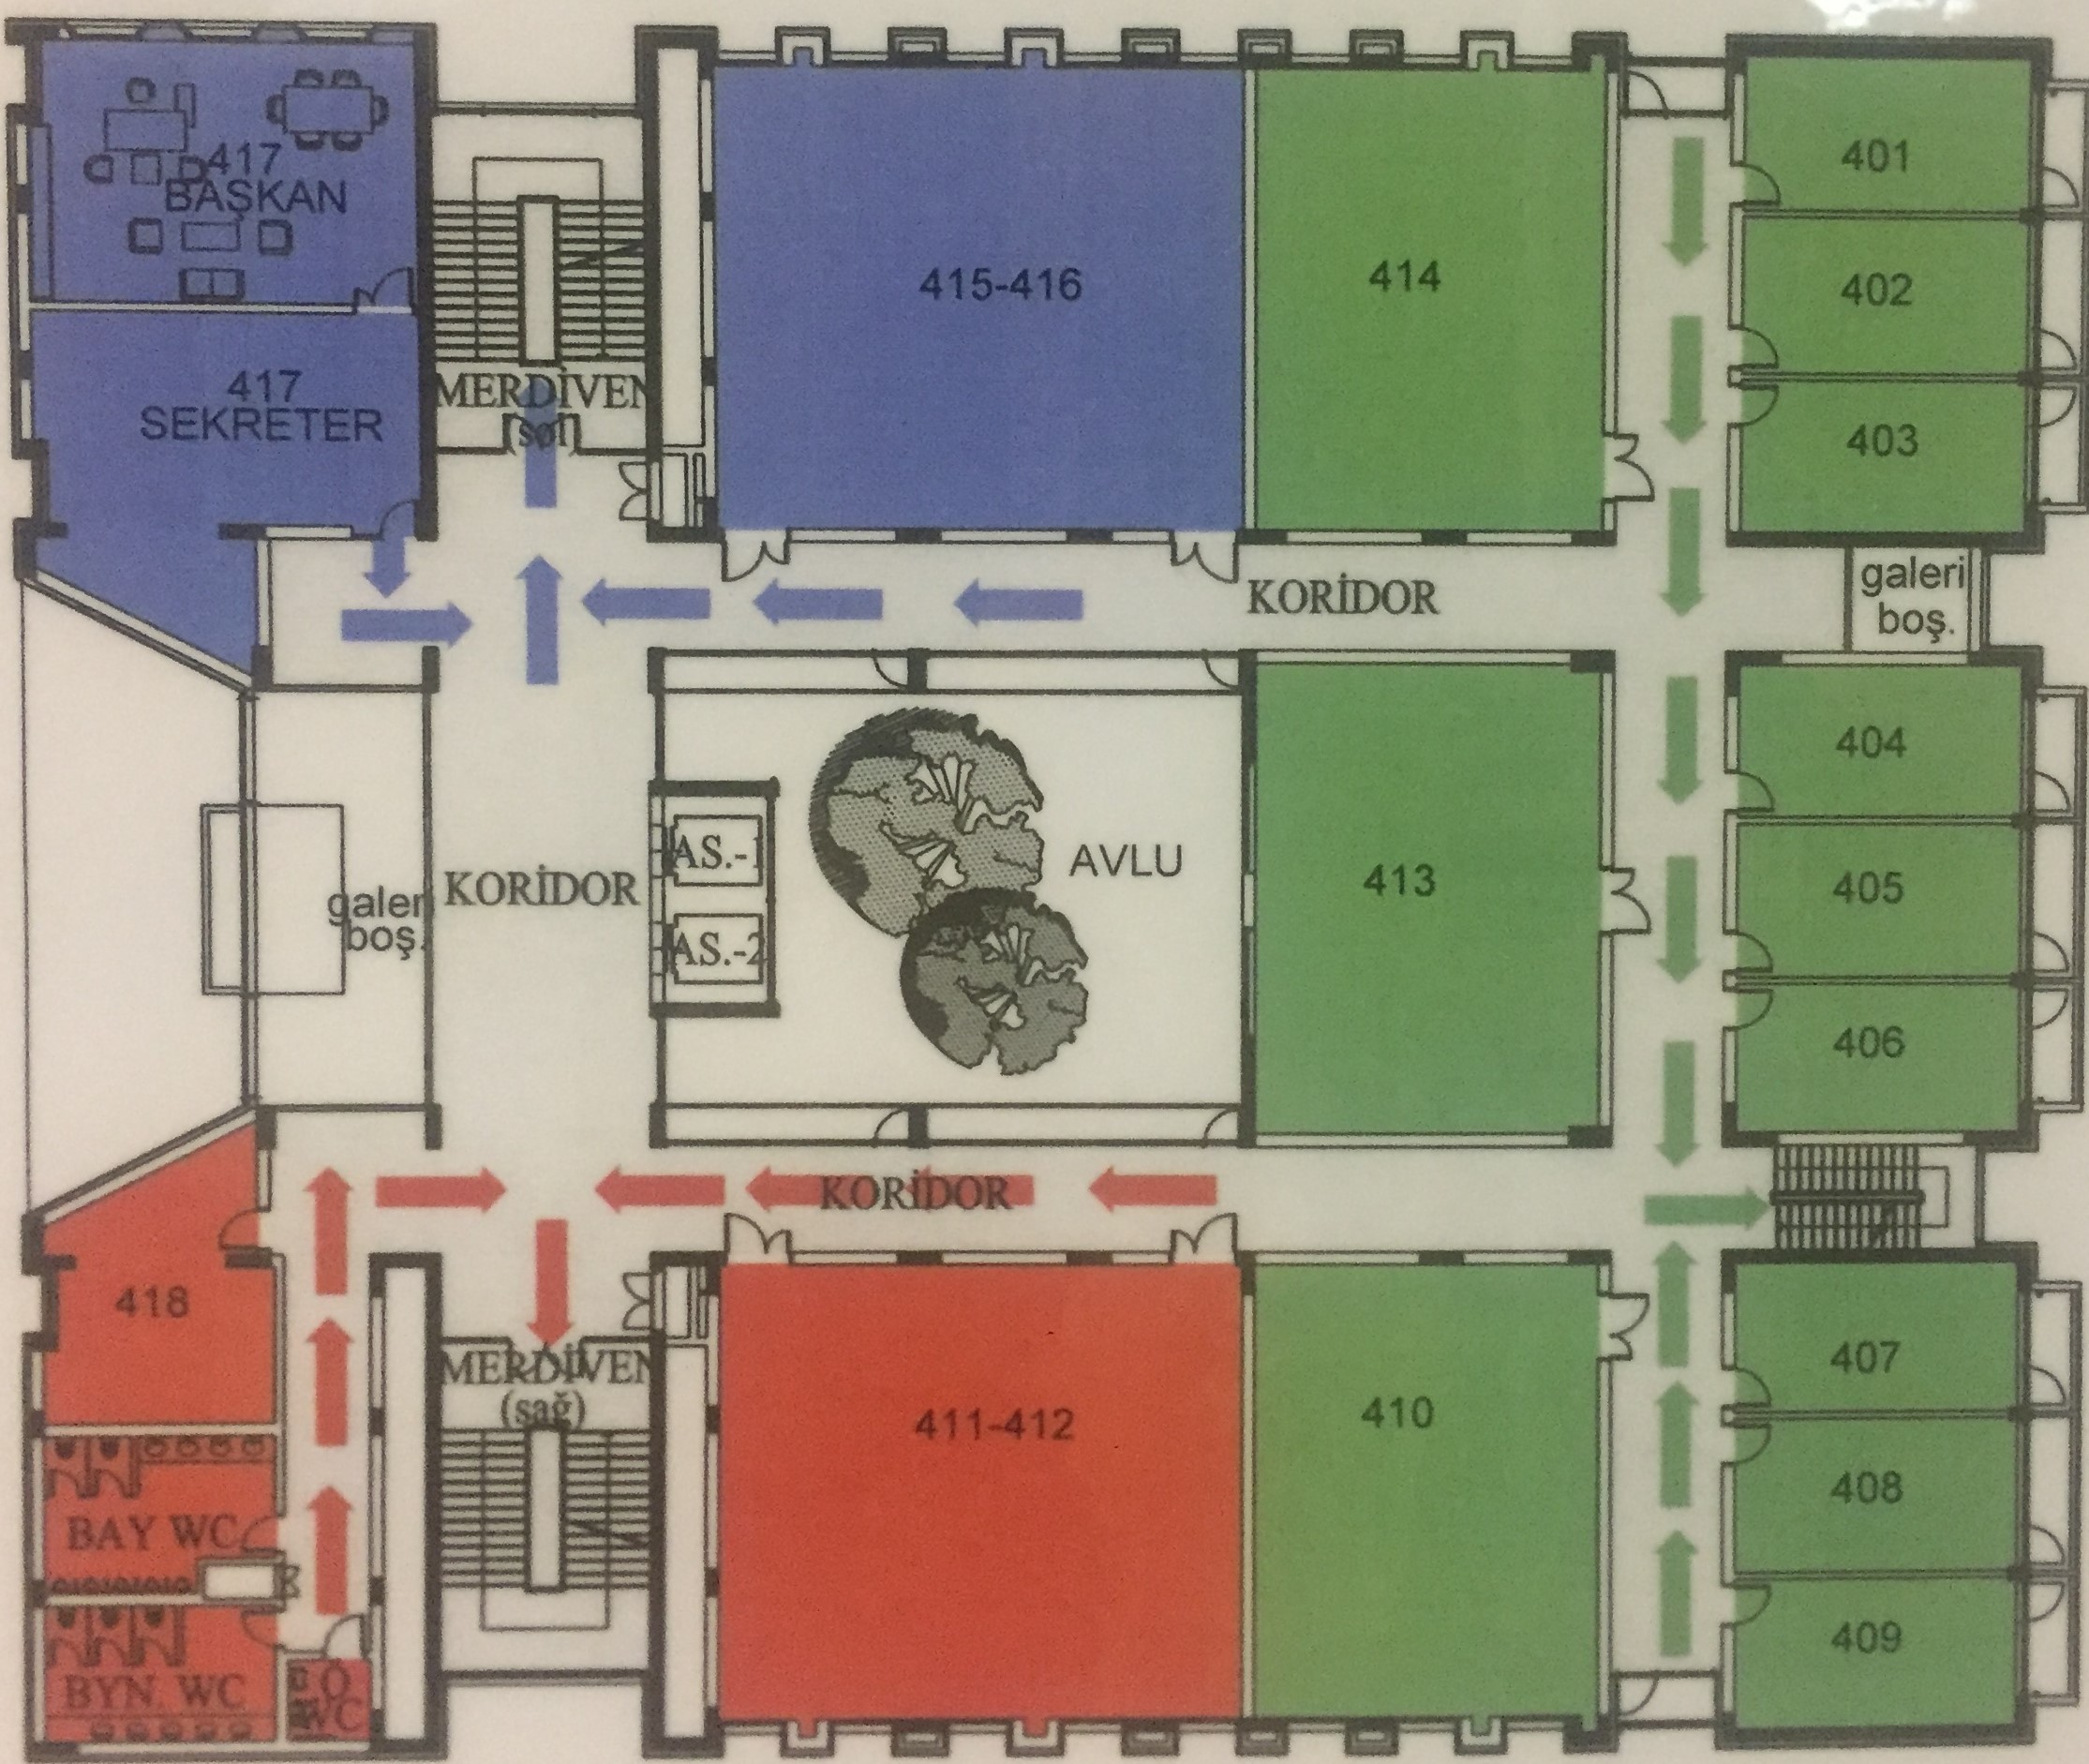 417
BAŞKAN
417
SEKRETER
MERDİVEN
(sol)
415-416
414
401
402
403
KORİDOR
galeri
boş.
404
405
406
413
AVLU
AS.-1
AS.-2
KORİDOR
galeri
boş.
KORİDOR
418
MERDİVEN
(sağ)
411-412
410
407
408
409
BAY WC
BYN. WC
Ö
WC